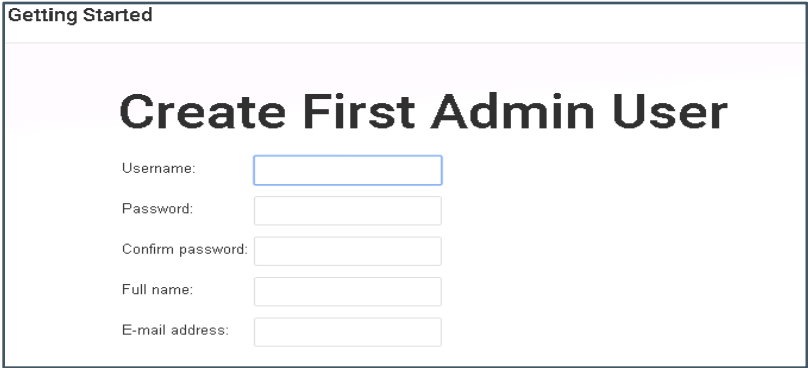 Getting Started
Create First Admin User
Username:
Password:
Confirm password:
Full name:
E-mail address: